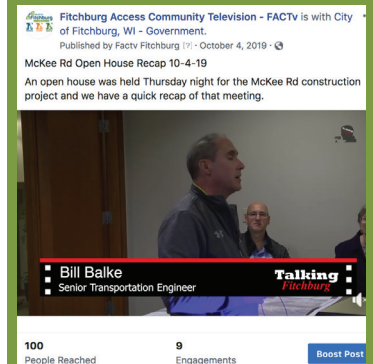 Fitchburg Access Community Television - FACTv is with City
of Fitchburg, WI - Government.
Published by Factv Fitchburg [?] · October 4, 2019 ·
McKee Rd Open House Recap 10-4-19
An open house was held Thursday night for the McKee Rd construction
project and we have a quick recap of that meeting.
Bill Balke
Senior Transportation Engineer
Talking
Fitchburg
100
People Reached
9
Engagements
Boost Post